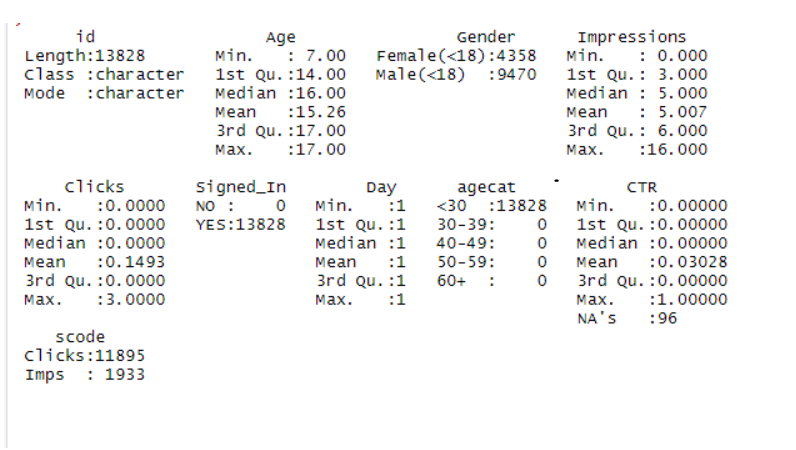 id Age Gender Impressions
Length:13828 Min. : 7.00 Female(<18):4358 Min. : 0.000
Class :character 1st Qu.:14.00 Male(<18) :9470 1st Qu.: 3.000
Mode :character Median :16.00 Median : 5.000
Mean :15.26 Mean : 5.007
3rd Qu.:17.00 3rd Qu.: 6.000
Max. :17.00 Max. :16.000
Clicks Signed_In Day agecat CTR
Min. :0.0000 NO : 0 Min. :1 <30 :13828 Min. :0.00000
1st Qu.:0.0000 YES:13828 1st Qu.:1 30-39: 0 1st Qu.:0.00000
Median :0.0000 Median :1 40-49: 0 Median :0.00000
Mean :0.1493 Mean :1 50-59: 0 Mean :0.03028
3rd Qu.:0.0000 3rd Qu.:1 60+ : 0 3rd Qu.:0.00000
Max. :3.0000 Max. :1 Max. :1.00000
NA's :96
scode
Clicks:11895
Imps : 1933